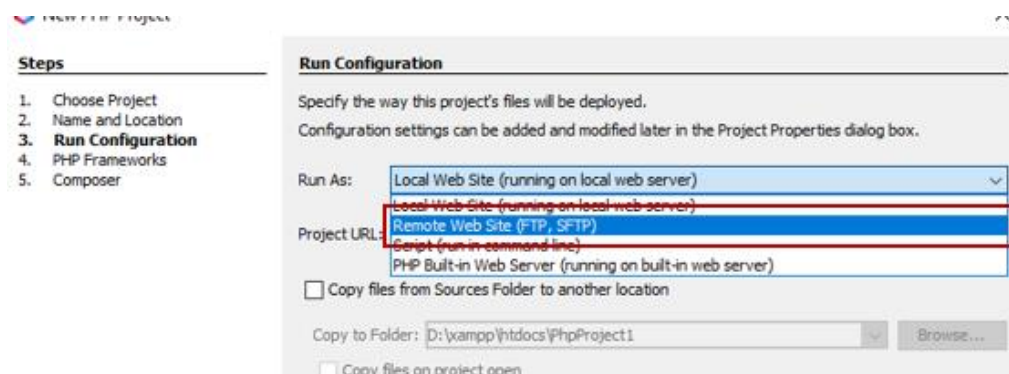 New PHP Project
Steps
1. Choose Project
2. Name and Location
3. Run Configuration
4. PHP Frameworks
5. Composer
Run Configuration
Specify the way this project's files will be deployed.
Configuration settings can be added and modified later in the Project Properties dialog box.
Run As: Local Web Site (running on local web server)
Local Web Site (running on local web server)
Project URL: Remote Web Site (FTP, SFTP)
Script (run in command line)
PHP Built-in Web Server (running on built-in web server)
Copy files from Sources Folder to another location
Copy to Folder: D:\xampp\htdocs\PhpProject1 Browse...
Copy files on project open